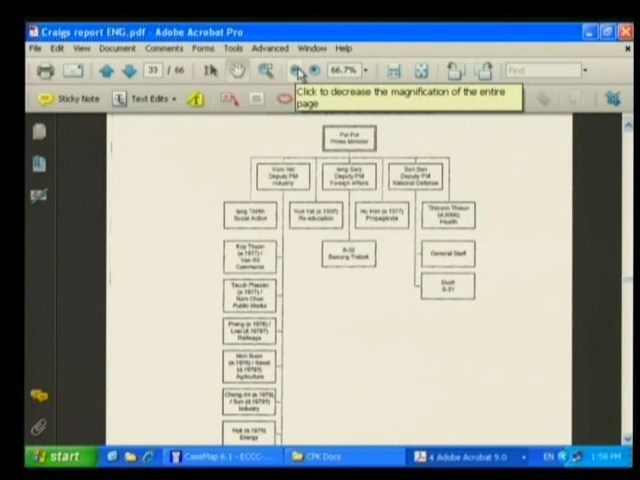 Craigs report ENG.pdf - Adobe Acrobat Pro
File Edit View Document Comments Forms Tools Advanced Window Help
33 / 66 66.7% Find
Sticky Note Text Edits
Click to decrease the magnification of the entire
page
Pol Pot
Prime Minister
Vorn Vet
Deputy PM
Industry
Ieng Sary
Deputy PM
Foreign Affairs
Son Sen
Deputy PM
National Defense
Ieng Thirith
Social Action
Yun Yat
Re-education
Hu Nim (a.1977)
Propaganda
Thiounn Thioeun
Health
Koy Thuon
(a.1977) /
Van Rit
Commerce
B-32
Boeung Trabek
General Staff
Touch Phoeun
(a.1977) /
Public Works
Duch
S-21
Railways
Agriculture
Industry
Energy
start CaseMap 6.1 - ECCC-... CPK Docs 4 Adobe Acrobat 9.0 EN 1:56 PM